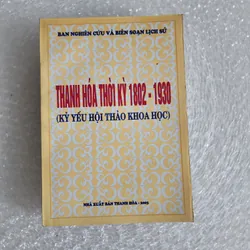 BAN NGHIÊN CỨU VÀ BIÊN SOẠN LỊCH SỬ
THANH HÓA THỜI KỲ 1802 - 1930
(KỶ YẾU HỘI THẢO KHOA HỌC)
NHÀ XUẤT BẢN THANH HÓA -